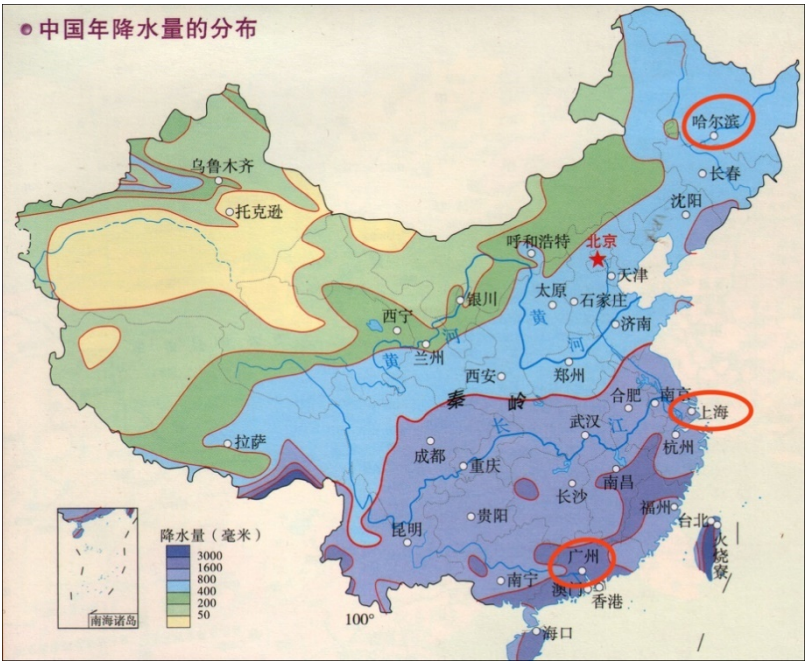 中国年降水量的分布
哈尔滨
长春
沈阳
乌鲁木齐
托克逊
呼和浩特
北京
天津
银川
太原
石家庄
西宁
黄
河
济南
兰州
黄
河
西安
郑州
秦
岭
合肥
南京
上海
武汉
长
江
杭州
拉萨
成都
重庆
南昌
长沙
贵阳
福州
台北
昆明
火烧寮
广州
南宁
澳门
香港
海口
100°
降水量（毫米）
3000
1600
800
400
200
50
南海诸岛